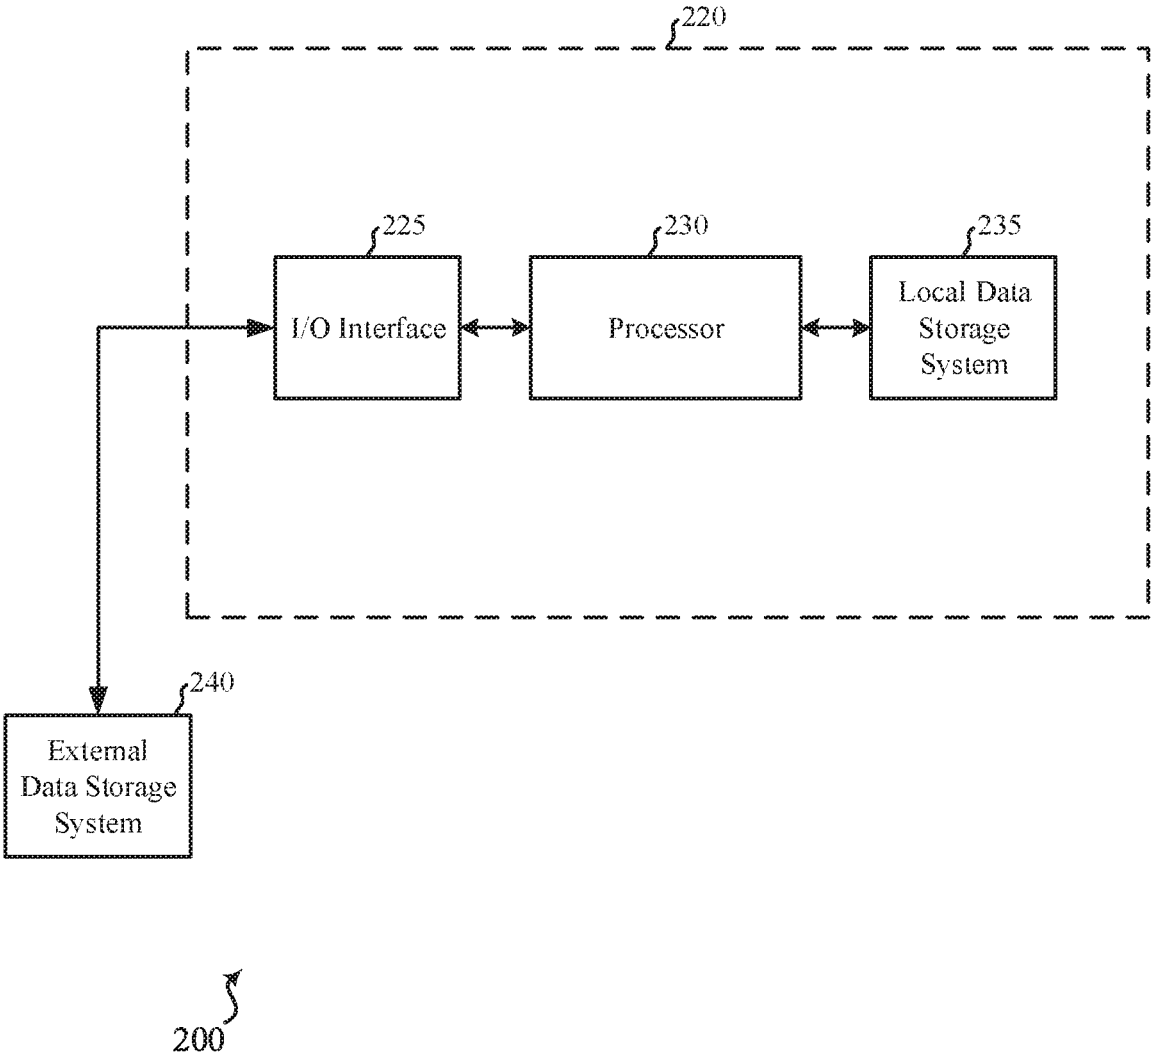 220
225
230
235
I/O Interface
Processor
Local Data
Storage
System
240
External
Data Storage
System
200